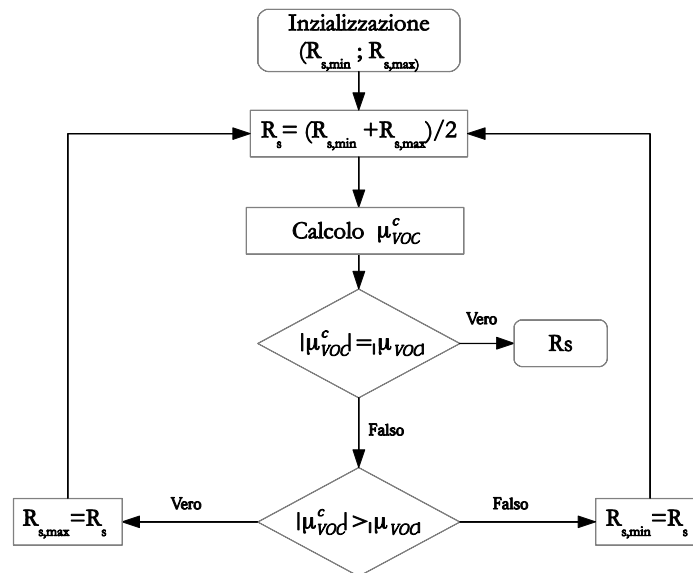 Inzializzazione
(R_s,min ; R_s,max)
R_s = (R_s,min +R_s,max)/2
Calcolo μ^c_VOC
|μ^c_VOC|=|μ_VOC|
Vero
Rs
Falso
|μ^c_VOC|>|μ_VOC|
Vero
Falso
R_s,max=R_s
R_s,min=R_s